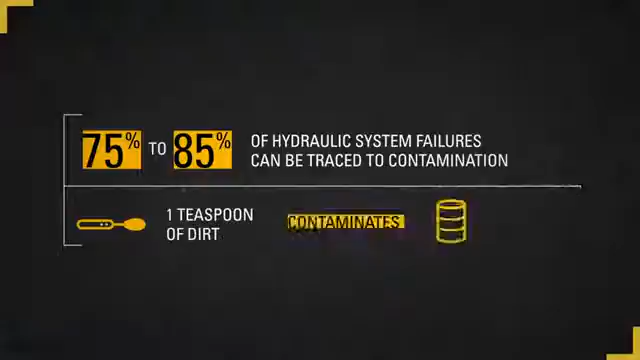 75% TO 85% OF HYDRAULIC SYSTEM FAILURES
CAN BE TRACED TO CONTAMINATION
1 TEASPOON
OF DIRT
CONTAMINATES